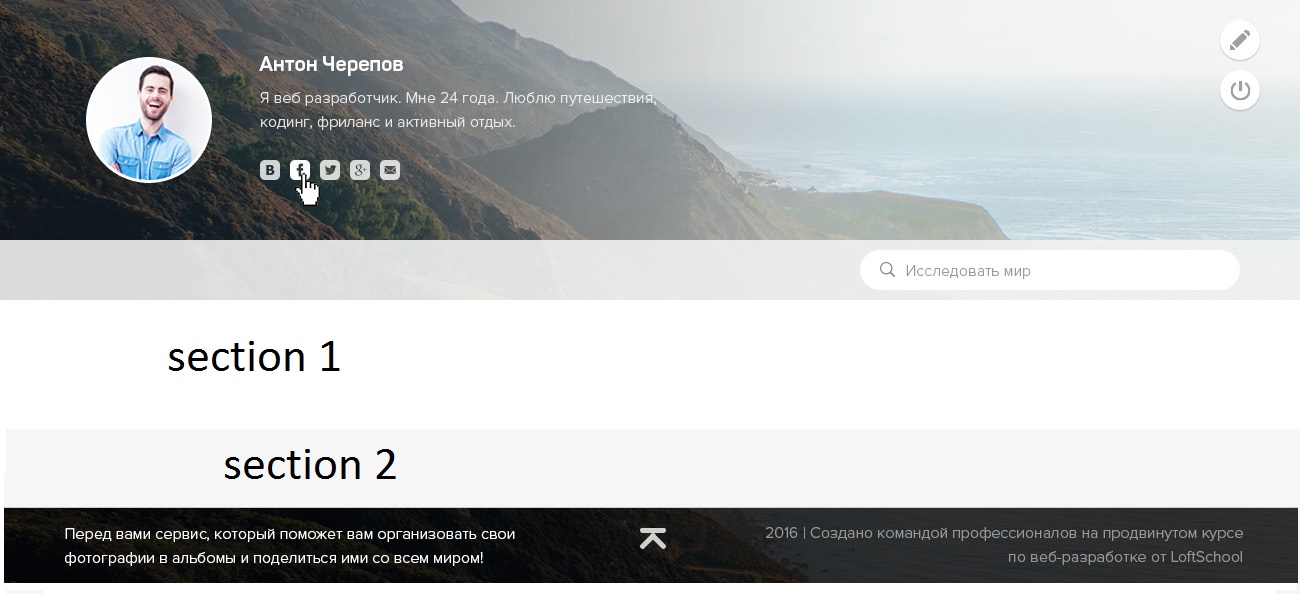 Антон Черепов
Я веб разработчик. Мне 24 года. Люблю путешествия,
кодинг, фриланс и активный отдых.
B f g+
Исследовать мир
section 1
section 2
Перед вами сервис, который поможет вам организовать свои
фотографии в альбомы и поделиться ими со всем миром!
2016 | Создано командой профессионалов на продвинутом курсе
по веб-разработке от LoftSchool